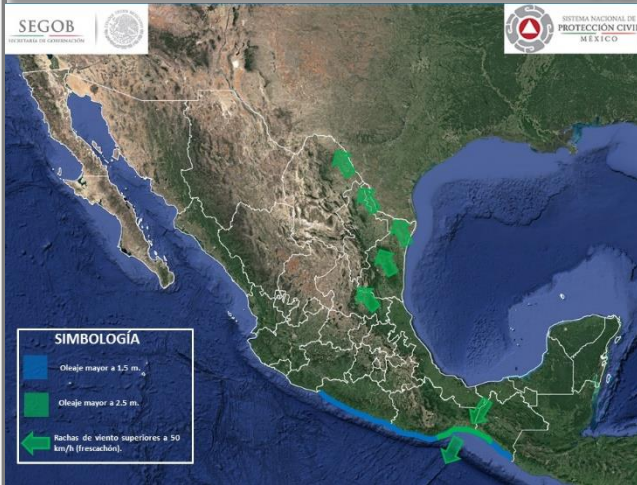 SEGOB
SECRETARÍA DE GOBERNACIÓN
SISTEMA NACIONAL DE
PROTECCIÓN CIVIL
MÉXICO
SIMBOLOGÍA
Oleaje mayor a 1.5 m.
Oleaje mayor a 2.5 m.
Rachas de viento superiores a 50
km/h (frescachón).